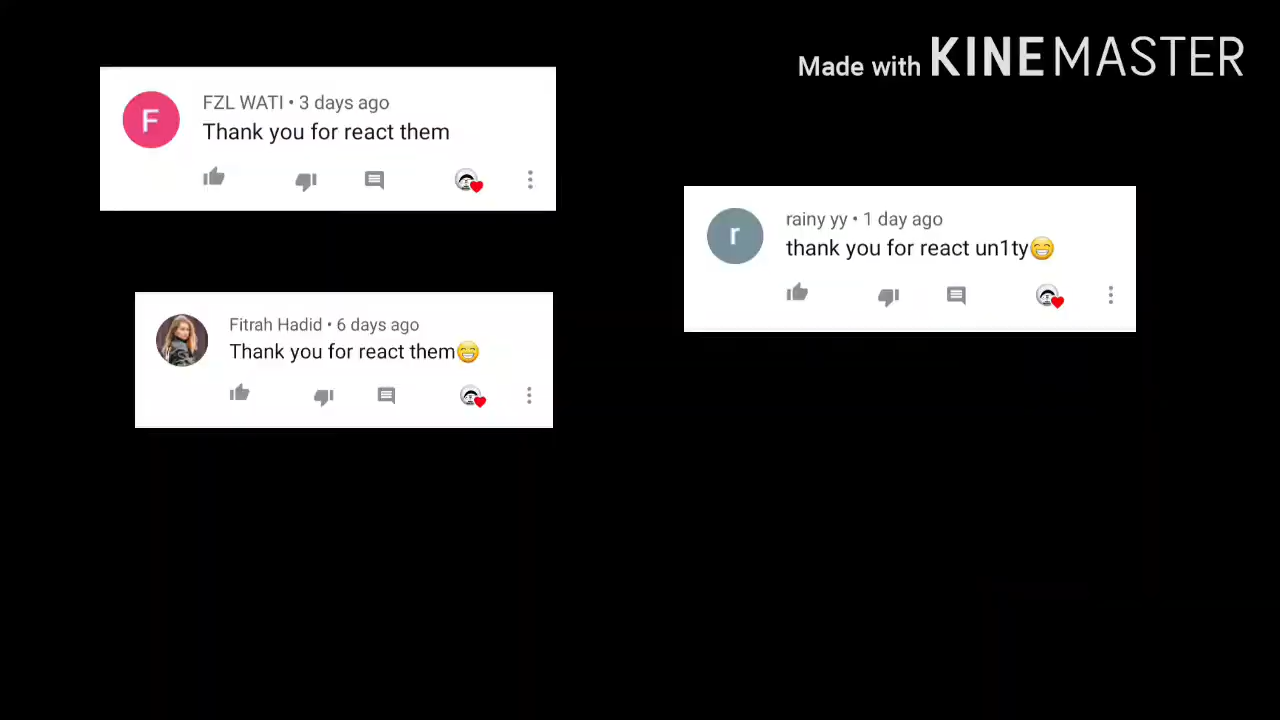 Made with KINEMASTER
F
FZL WATI • 3 days ago
Thank you for react them
r
rainy yy • 1 day ago
thank you for react un1ty😁
Fitrah Hadid • 6 days ago
Thank you for react them😁